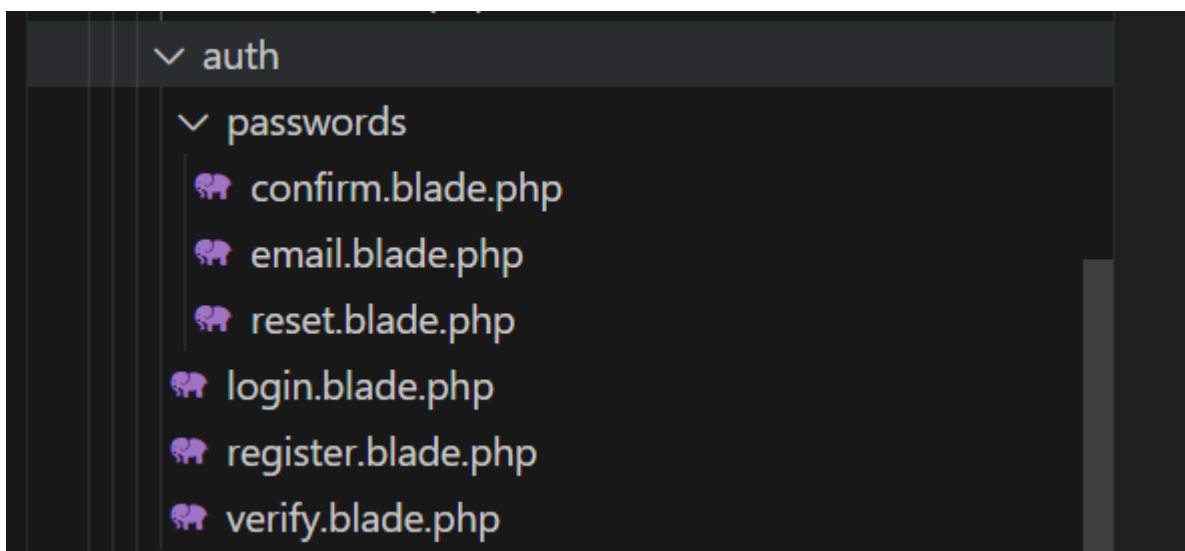 auth
passwords
confirm.blade.php
email.blade.php
reset.blade.php
login.blade.php
register.blade.php
verify.blade.php